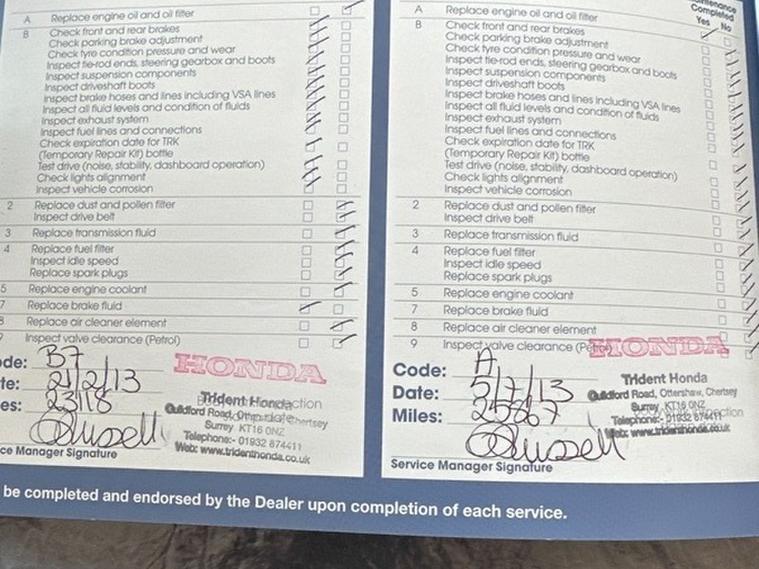 A Replace engine oil and oil filter
B Check front and rear brakes
Check parking brake adjustment
Check tyre condition pressure and wear
Inspect tie-rod ends, steering gearbox and boots
Inspect suspension components
Inspect driveshaft boots
Inspect brake hoses and lines including VSA lines
Inspect all fluid levels and condition of fluids
Inspect exhaust system
Inspect fuel lines and connections
Check expiration date for TRK
(Temporary Repair Kit) bottle
Test drive (noise, stability, dashboard operation)
Check lights alignment
Inspect vehicle corrosion
2 Replace dust and pollen filter
Inspect drive belt
3 Replace transmission fluid
4 Replace fuel filter
Inspect idle speed
Replace spark plugs
5 Replace engine coolant
7 Replace brake fluid
8 Replace air cleaner element
9 Inspect valve clearance (Petrol)
HONDA
ode: B7
te: 21/2/13
es: 23118
Trident Honda
Guildford Road, Ottershaw, Chertsey
Surrey KT16 0NZ
Telephone:- 01932 874411
Web: www.tridenthonda.co.uk
ce Manager Signature
Completed
Yes No
A Replace engine oil and oil filter
B Check front and rear brakes
Check parking brake adjustment
Check tyre condition pressure and wear
Inspect tie-rod ends, steering gearbox and boots
Inspect suspension components
Inspect driveshaft boots
Inspect brake hoses and lines including VSA lines
Inspect all fluid levels and condition of fluids
Inspect exhaust system
Inspect fuel lines and connections
Check expiration date for TRK
(Temporary Repair Kit) bottle
Test drive (noise, stability, dashboard operation)
Check lights alignment
Inspect vehicle corrosion
2 Replace dust and pollen filter
Inspect drive belt
3 Replace transmission fluid
4 Replace fuel filter
Inspect idle speed
Replace spark plugs
5 Replace engine coolant
7 Replace brake fluid
8 Replace air cleaner element
9 Inspect valve clearance (Petrol)
HONDA
Code: A
Date: 5/7/13
Miles: 25867
Trident Honda
Guildford Road, Ottershaw, Chertsey
Surrey KT16 0NZ
Telephone:- 01932 874411
Web: www.tridenthonda.co.uk
Service Manager Signature
be completed and endorsed by the Dealer upon completion of each service.